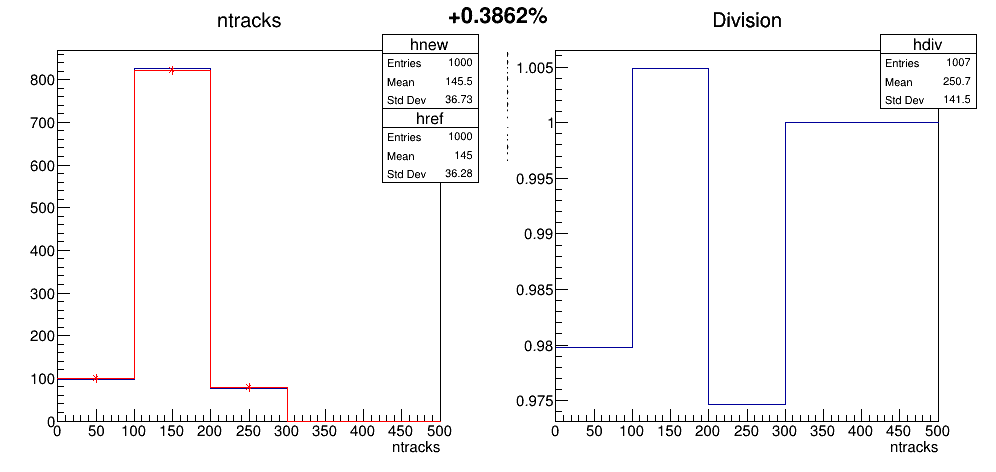 +0.3862%
ntracks
hnew
Entries 1000
Mean 145.5
Std Dev 36.73
href
Entries 1000
Mean 145
Std Dev 36.28
800
700
600
500
400
300
200
100
0
0 50 100 150 200 250 300 350 400 450 500
ntracks
Division
hdiv
Entries 1007
Mean 250.7
Std Dev 141.5
1.005
1
0.995
0.99
0.985
0.98
0.975
0 50 100 150 200 250 300 350 400 450 500
ntracks